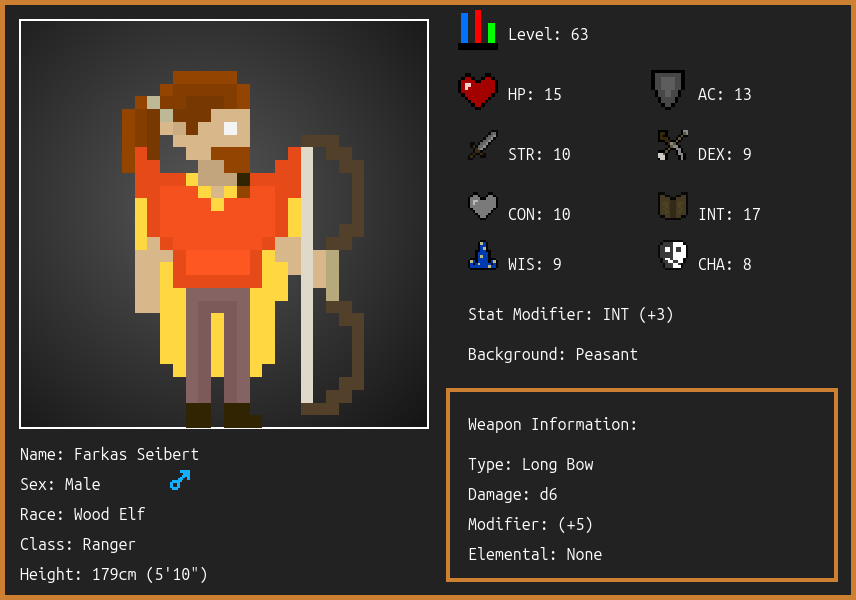 Level: 63
HP: 15
AC: 13
STR: 10
DEX: 9
CON: 10
INT: 17
WIS: 9
CHA: 8
Stat Modifier: INT (+3)
Background: Peasant
Weapon Information:
Type: Long Bow
Damage: d6
Modifier: (+5)
Elemental: None
Name: Farkas Seibert
Sex: Male
Race: Wood Elf
Class: Ranger
Height: 179cm (5'10")